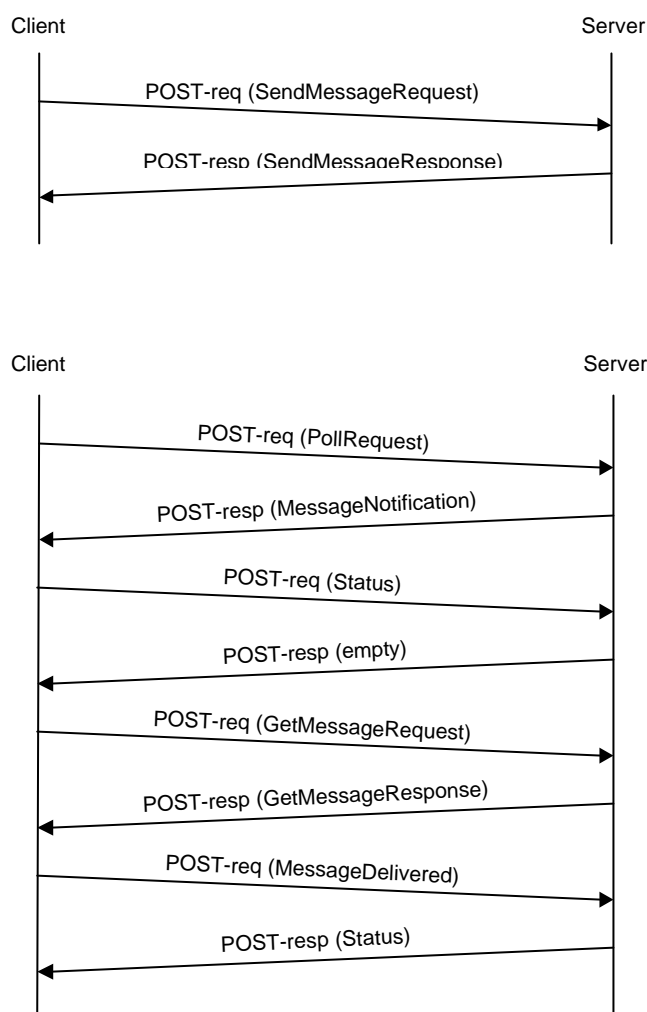 Client Server
POST-req (SendMessageRequest)
POST-resp (SendMessageResponse)
Client Server
POST-req (PollRequest)
POST-resp (MessageNotification)
POST-req (Status)
POST-resp (empty)
POST-req (GetMessageRequest)
POST-resp (GetMessageResponse)
POST-req (MessageDelivered)
POST-resp (Status)